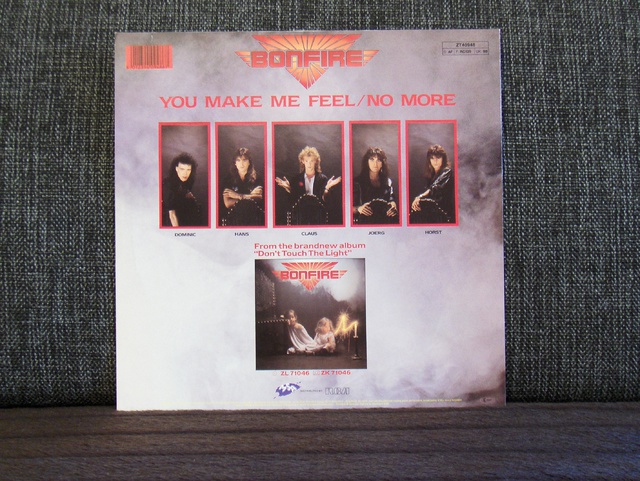 BONFIRE
YOU MAKE ME FEEL/NO MORE
DOMINIC HANS CLAUS JOERG HORST
From the brandnew album
"Don't Touch The Light"
BONFIRE
ZL 71046 ZK 71046